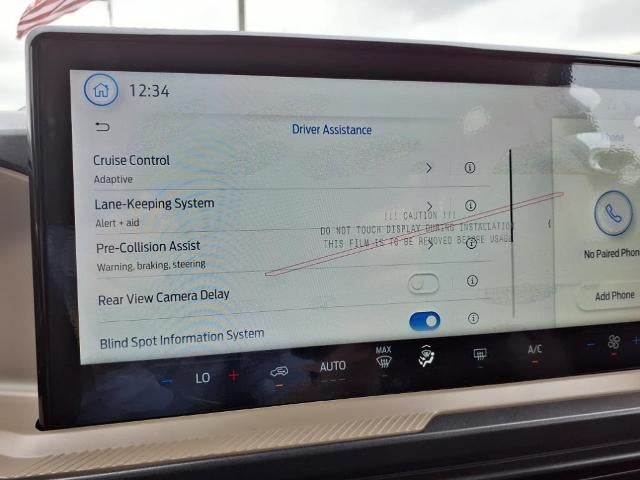 12:34
Driver Assistance
Cruise Control
Adaptive
Lane-Keeping System
Alert + aid
Pre-Collision Assist
Warning, braking, steering
Rear View Camera Delay
Blind Spot Information System
!!! CAUTION !!!
DO NOT TOUCH DISPLAY DURING INSTALLATION
THIS FILM IS TO BE REMOVED BEFORE USAGE
Phone
No Paired Phon
Add Phone
- LO + AUTO MAX A/C - +